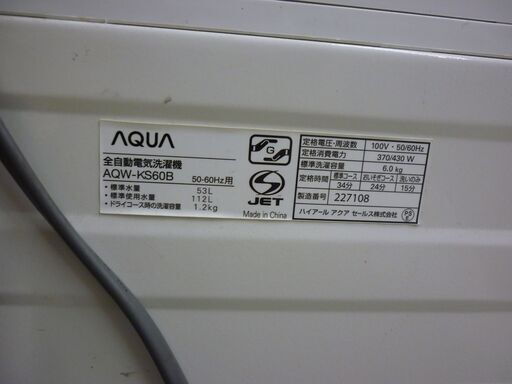 AQUA
全自動電気洗濯機
AQW-KS60B 50-60Hz用
・標準水量 53L
・標準使用水量 112L
・ドライコース時の洗濯容量 1.2kg
G
S
JET
Made in China
定格電圧・周波数 100V・50/60Hz
定格消費電力 370/430 W
標準洗濯容量 6.0 kg
定格時間 標準コース おいそぎコース 洗いのみ
34分 24分 15分
製造番号 227108
ハイアール アクア セールス株式会社
PS
E